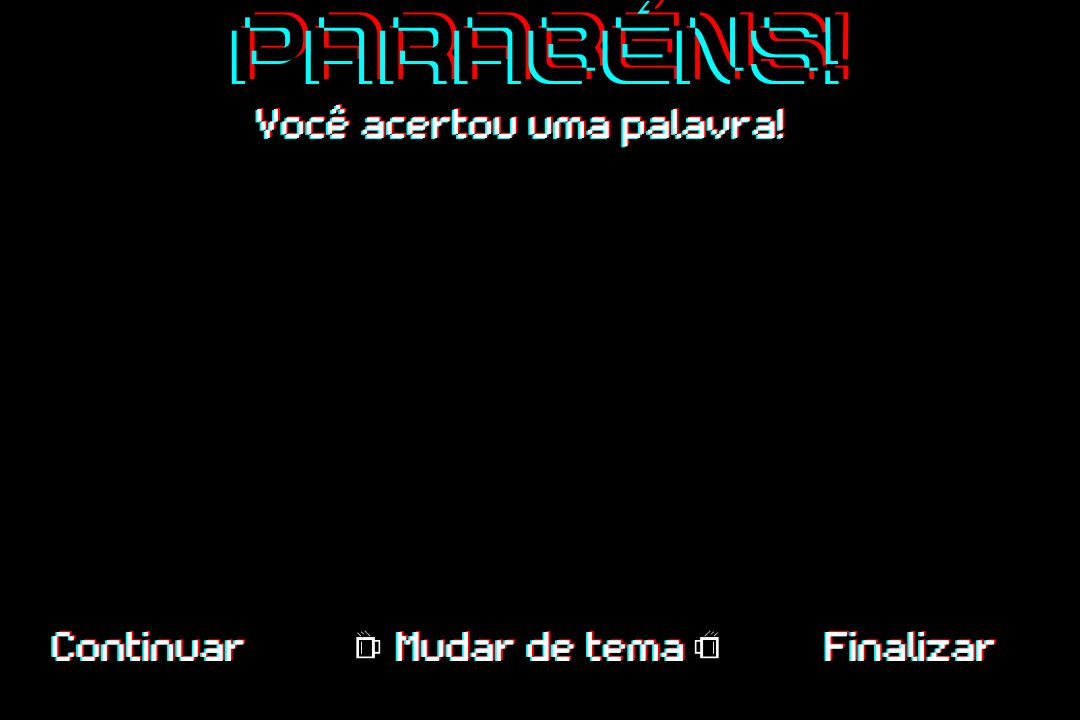 PARABÉNS!
Você acertou uma palavra!
Continuar
Mudar de tema
Finalizar